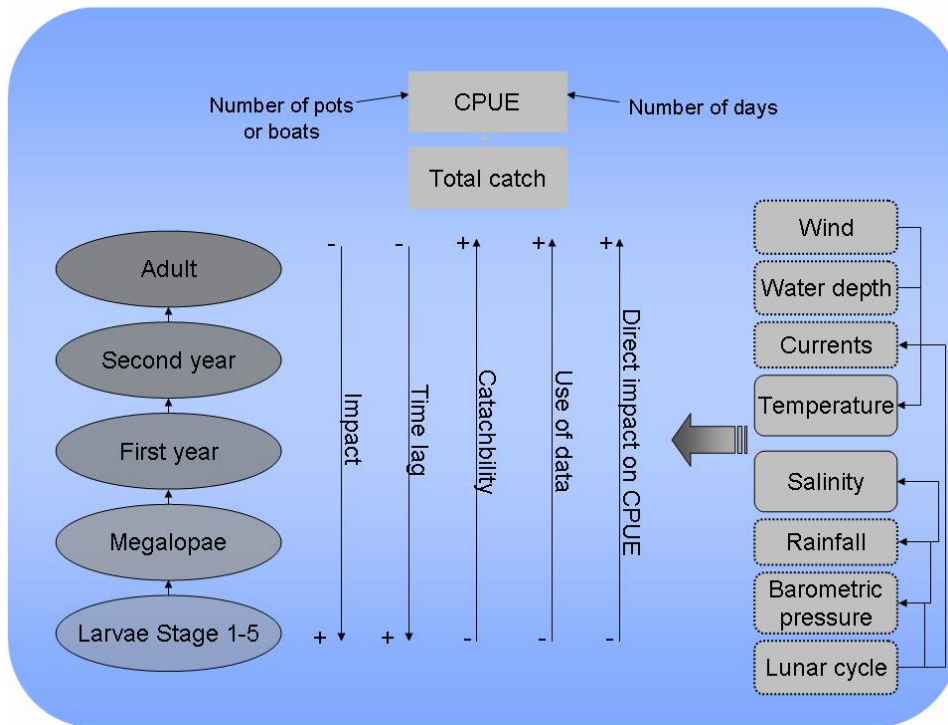 Number of pots
or boats
CPUE
Number of days
Total catch
Adult
Second year
First year
Megalopae
Larvae Stage 1-5
-
Impact
+
-
Time lag
+
+
Catachbility
-
+
Use of data
-
+
Direct impact on CPUE
-
Wind
Water depth
Currents
Temperature
Salinity
Rainfall
Barometric
pressure
Lunar cycle